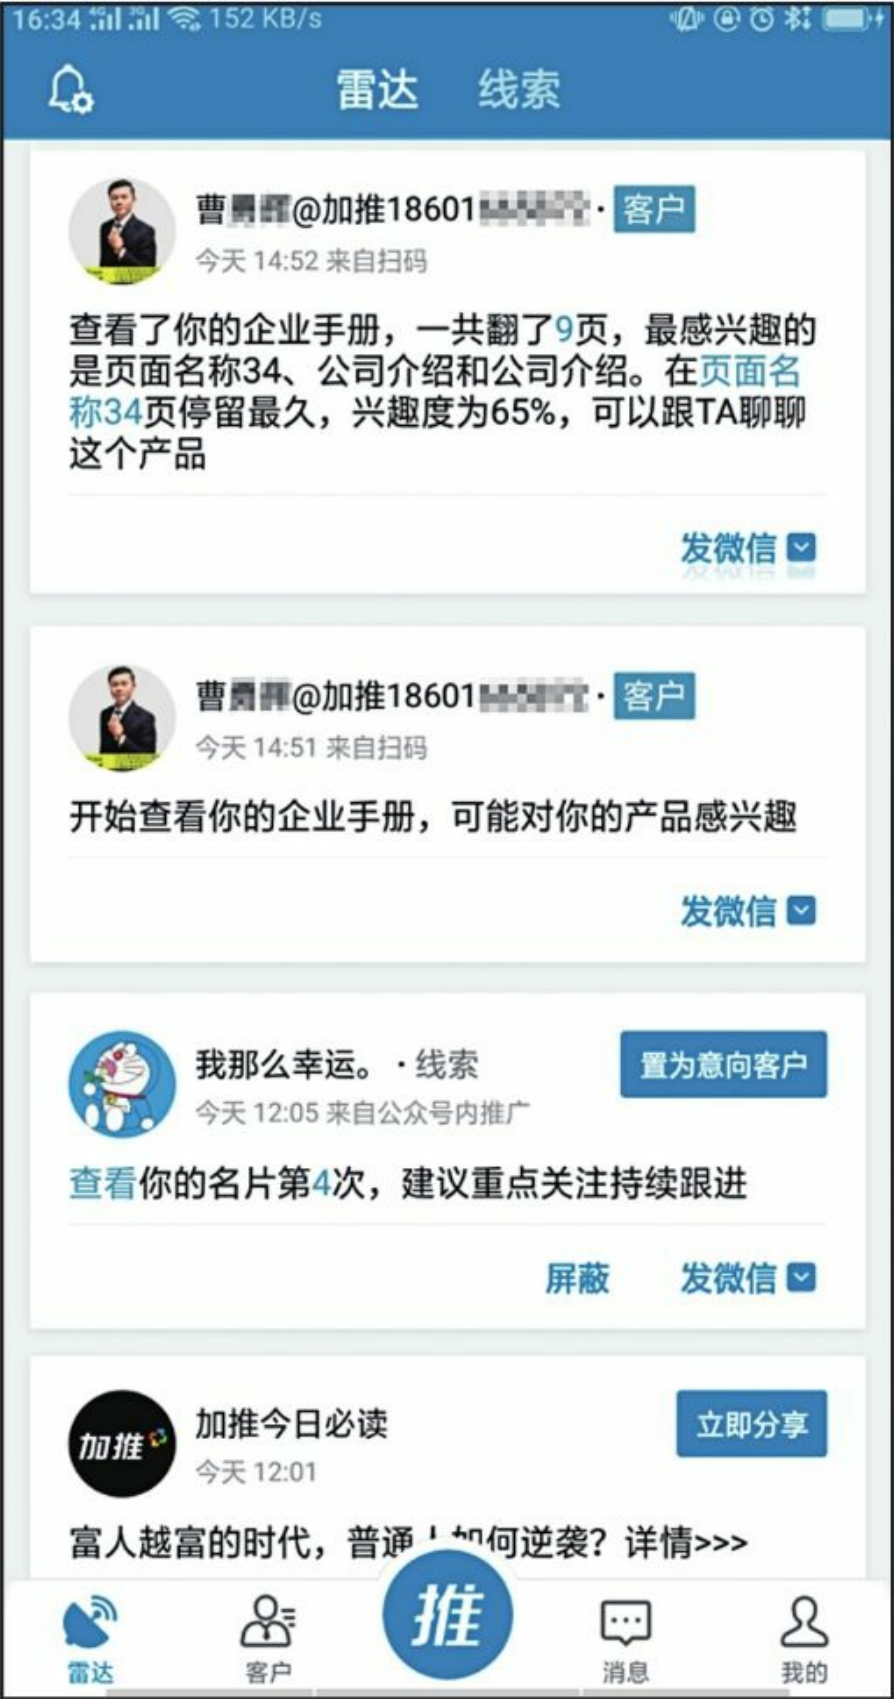 16:34 152 KB/s
雷达 线索
曹 @加推18601 · 客户
今天 14:52 来自扫码
查看了你的企业手册，一共翻了9页，最感兴趣的
是页面名称34、公司介绍和公司介绍。在页面名
称34页停留最久，兴趣度为65%，可以跟TA聊聊
这个产品
发微信
曹 @加推18601 · 客户
今天 14:51 来自扫码
开始查看你的企业手册，可能对你的产品感兴趣
发微信
我那么幸运。 · 线索 置为意向客户
今天 12:05 来自公众号内推广
查看你的名片第4次，建议重点关注持续跟进
屏蔽 发微信
加推
加推今日必读 立即分享
今天 12:01
富人越富的时代，普通 如何逆袭？详情>>>
推
雷达 客户 消息 我的